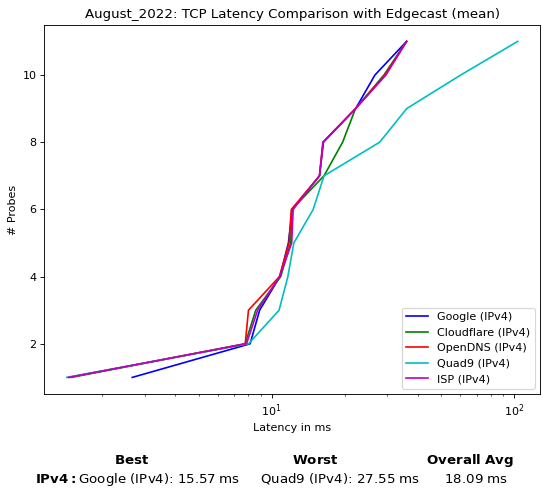 August_2022: TCP Latency Comparison with Edgecast (mean)
# Probes
10
8
6
4
2
Google (IPv4)
Cloudflare (IPv4)
OpenDNS (IPv4)
Quad9 (IPv4)
ISP (IPv4)
10¹ 10²
Latency in ms
Best Worst Overall Avg
IPv4: Google (IPv4): 15.57 ms Quad9 (IPv4): 27.55 ms 18.09 ms